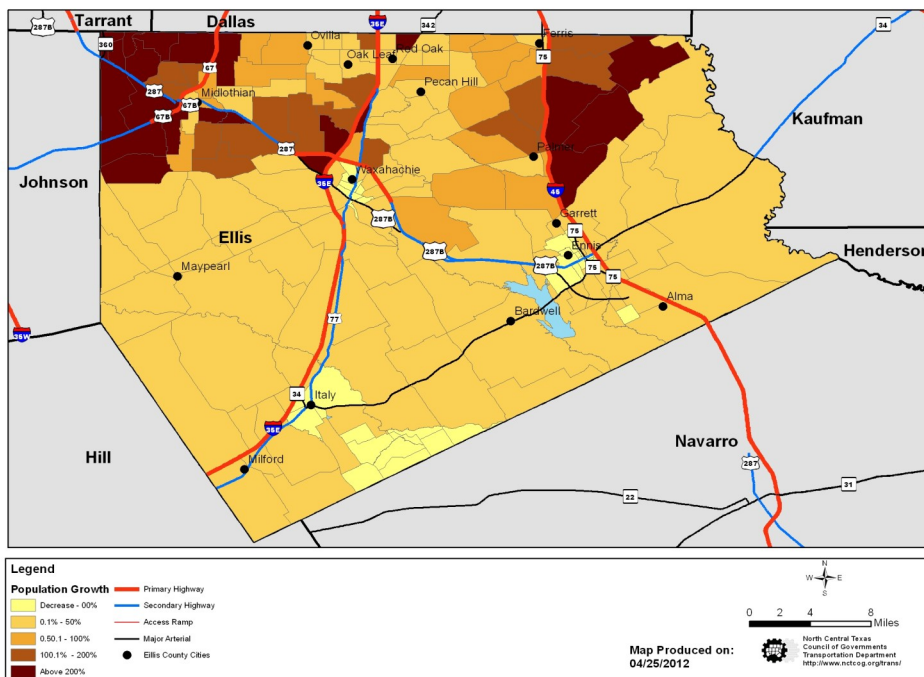 Tarrant
Dallas
287B
360
35E
342
34
67
Ovilla
Oak Leaf
Red Oak
Ferris
75
287
Midlothian
67B
67B
Pecan Hill
Kaufman
287
Palmer
Johnson
35E
Waxahachie
45
287B
Garrett
Ellis
75
Ennis
287B
287B
75
75
Henderson
Maypearl
Alma
Bardwell
77
35W
34
Italy
35E
Navarro
Hill
Milford
287
22
31
Legend
Population Growth
Decrease - 00%
0.1% - 50%
0.50.1 - 100%
100.1% - 200%
Above 200%
Primary Highway
Secondary Highway
Access Ramp
Major Arterial
Eillis County Cities
N
W E
S
0 2 4 8
Miles
Map Produced on:
04/25/2012
North Central Texas
Council of Governments
Transportation Department
http://www.nctcog.org/trans/